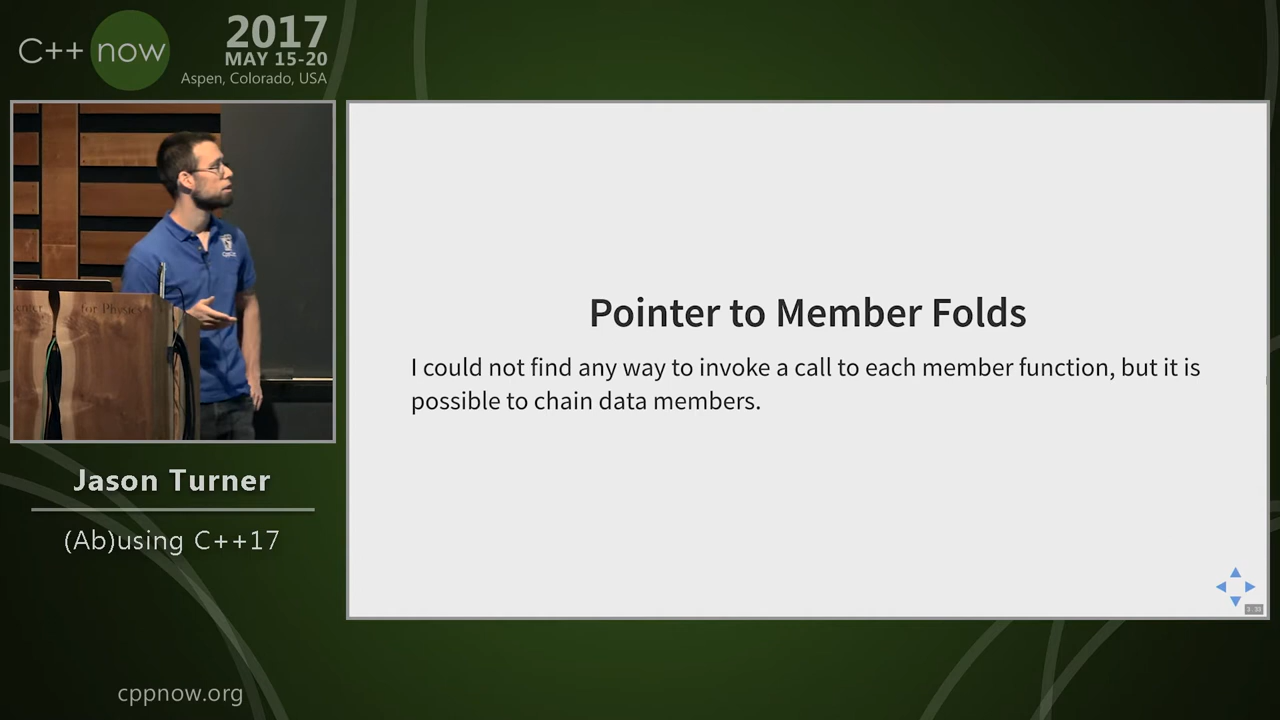 C++ now
2017
MAY 15-20
Aspen, Colorado, USA
for Physics
Jason Turner
(Ab)using C++17
cppnow.org
Pointer to Member Folds
I could not find any way to invoke a call to each member function, but it is
possible to chain data members.